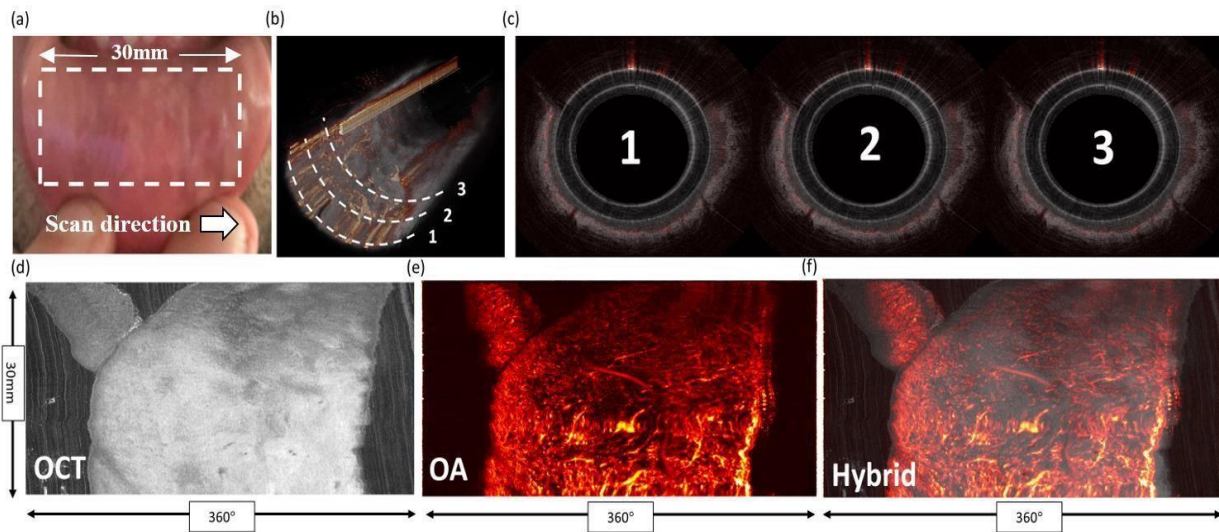 (a)
30mm
Scan direction
(b)
3
2
1
(c)
1
2
3
(d)
30mm
OCT
360°
(e)
OA
360°
(f)
Hybrid
360°